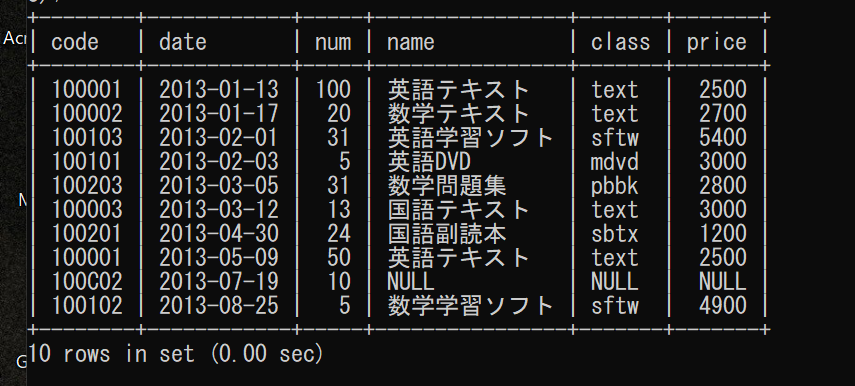 +--------+------------+-----+------------------+-------+-------+
| code | date | num | name | class | price |
+--------+------------+-----+------------------+-------+-------+
| 100001 | 2013-01-13 | 100 | 英語テキスト | text | 2500 |
| 100002 | 2013-01-17 | 20 | 数学テキスト | text | 2700 |
| 100103 | 2013-02-01 | 31 | 英語学習ソフト | sftw | 5400 |
| 100101 | 2013-02-03 | 5 | 英語DVD | mdvd | 3000 |
| 100203 | 2013-03-05 | 31 | 数学問題集 | pbbk | 2800 |
| 100003 | 2013-03-12 | 13 | 国語テキスト | text | 3000 |
| 100201 | 2013-04-30 | 24 | 国語副読本 | sbtx | 1200 |
| 100001 | 2013-05-09 | 50 | 英語テキスト | text | 2500 |
| 100C02 | 2013-07-19 | 10 | NULL | NULL | NULL |
| 100102 | 2013-08-25 | 5 | 数学学習ソフト | sftw | 4900 |
+--------+------------+-----+------------------+-------+-------+
10 rows in set (0.00 sec)